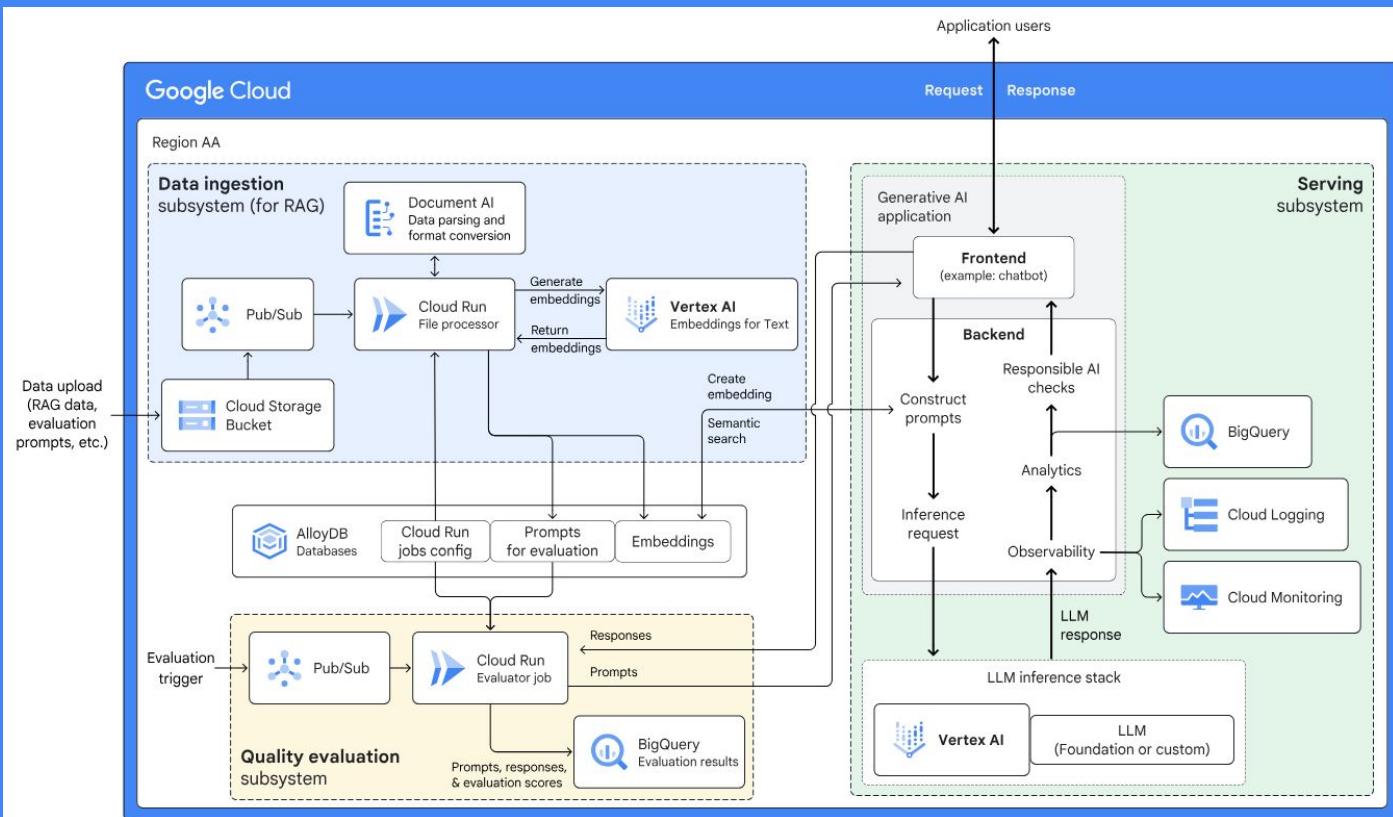 Application users
Google Cloud
Request
Response
Region AA
Data ingestion
subsystem (for RAG)
Document AI
Data parsing and
format conversion
Pub/Sub
Cloud Run
File processor
Generate
embeddings
Return
embeddings
Vertex AI
Embeddings for Text
Data upload
(RAG data,
evaluation
prompts, etc.)
Cloud Storage
Bucket
Create
embedding
Semantic
search
AlloyDB
Databases
Cloud Run
jobs config
Prompts
for evaluation
Embeddings
Evaluation
trigger
Pub/Sub
Cloud Run
Evaluator job
Responses
Prompts
Quality evaluation
subsystem
Prompts, responses,
& evaluation scores
BigQuery
Evaluation results
Serving
subsystem
Generative AI
application
Frontend
(example: chatbot)
Backend
Responsible AI
checks
Construct
prompts
Analytics
Inference
request
Observability
BigQuery
Cloud Logging
Cloud Monitoring
LLM
response
LLM inference stack
Vertex AI
LLM
(Foundation or custom)